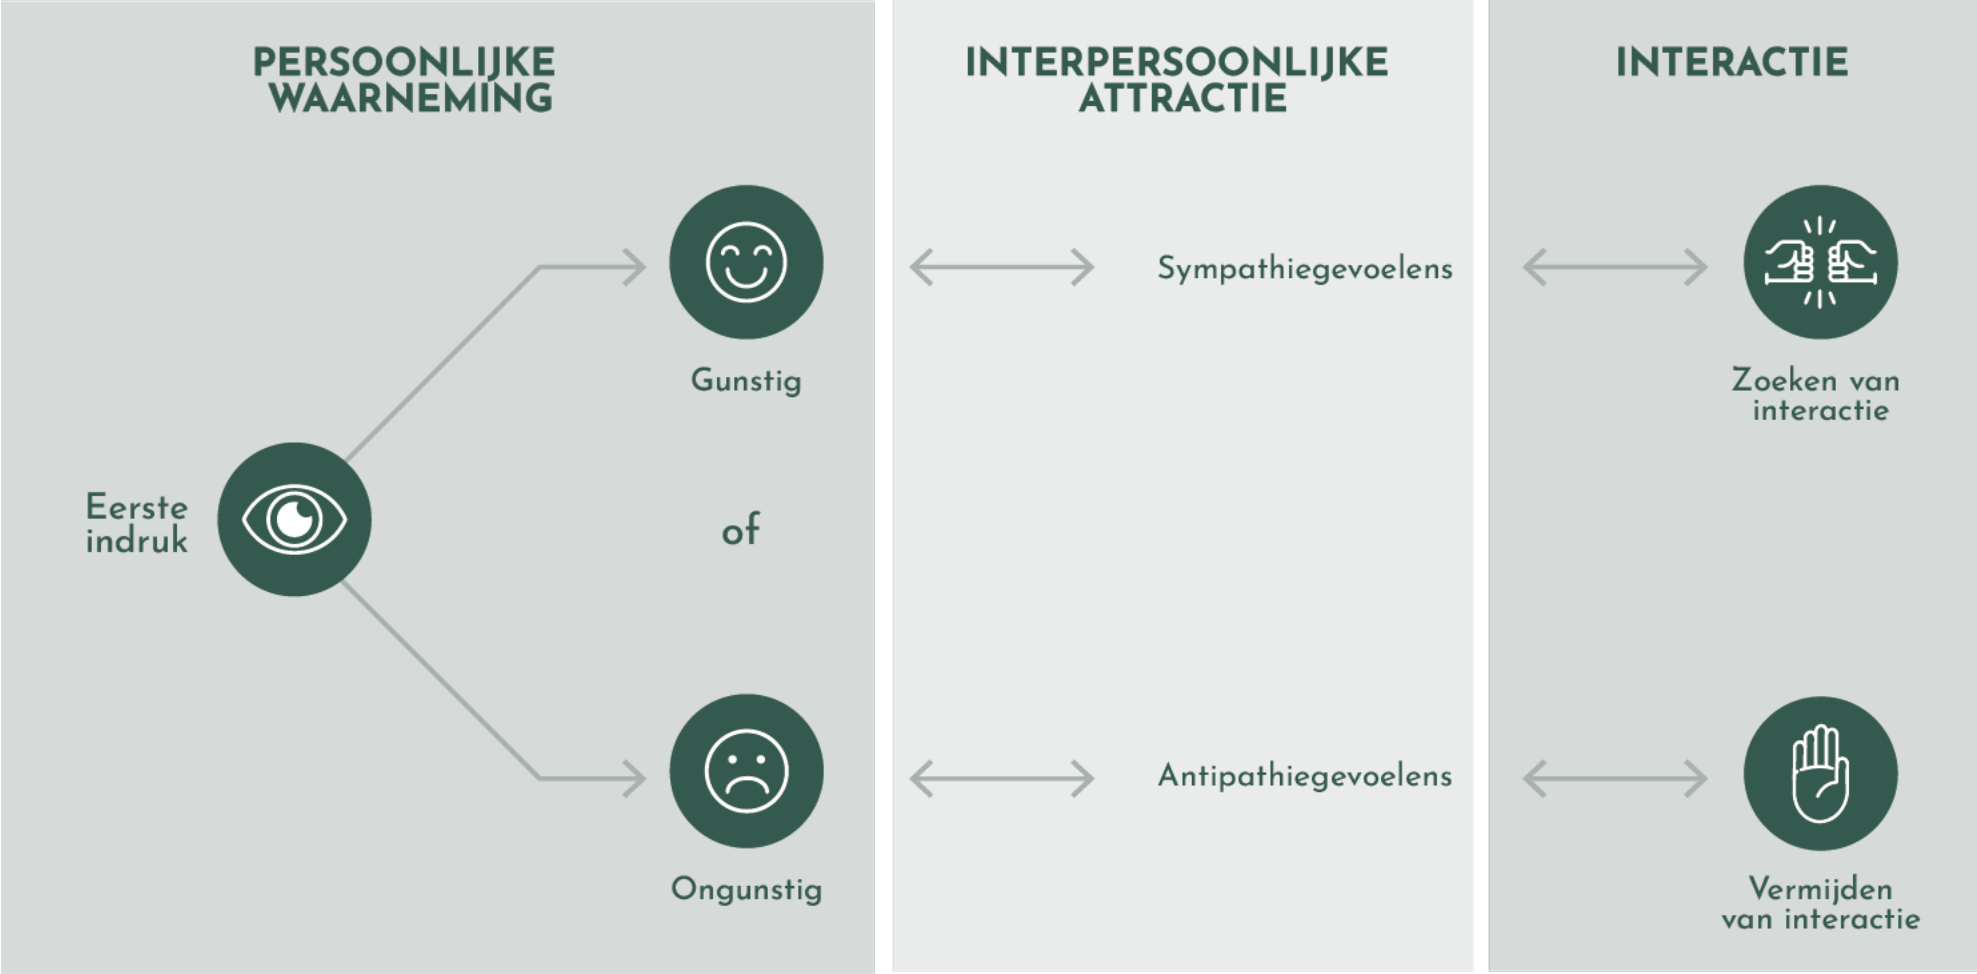 PERSOONLIJKE
WAARNEMING
INTERPERSOONLIJKE
ATTRACTIE
INTERACTIE
Sympathiegevoelens
Gunstig
Zoeken van
interactie
Eerste
indruk
of
Antipathiegevoelens
Ongunstig
Vermijden
van interactie